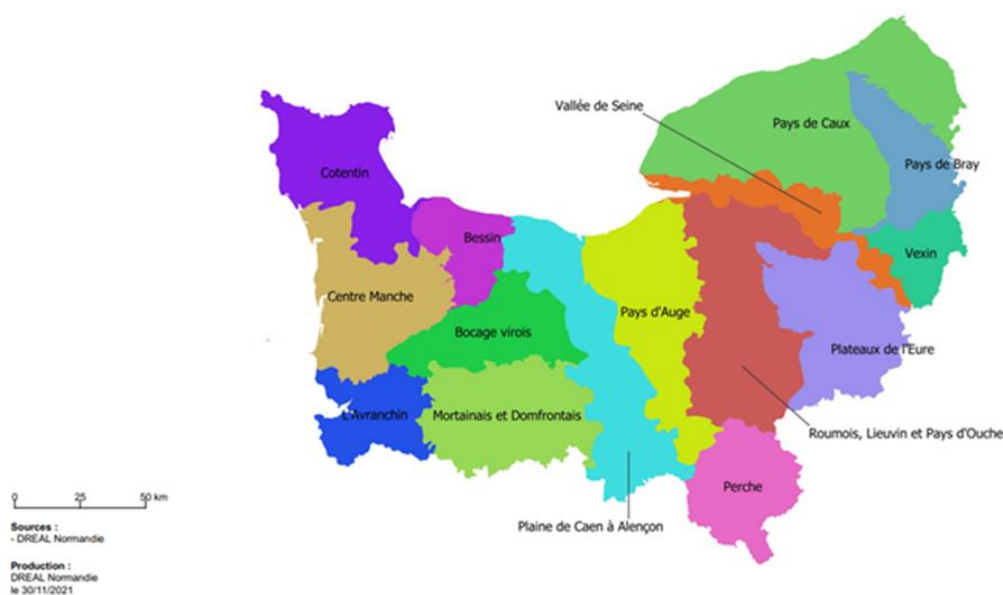 Vallée de Seine
Pays de Caux
Pays de Bray
Cotentin
Bessin
Vexin
Centre Manche
Pays d'Auge
Bocage virois
Plateaux de l'Eure
L'Avranchin
Mortainais et Domfrontais
Roumois, Lieuvin et Pays d'Ouche
Perche
Plaine de Caen à Alençon
0 25 50 km
Sources :
- DREAL Normandie
Production :
DREAL Normandie
le 30/11/2021